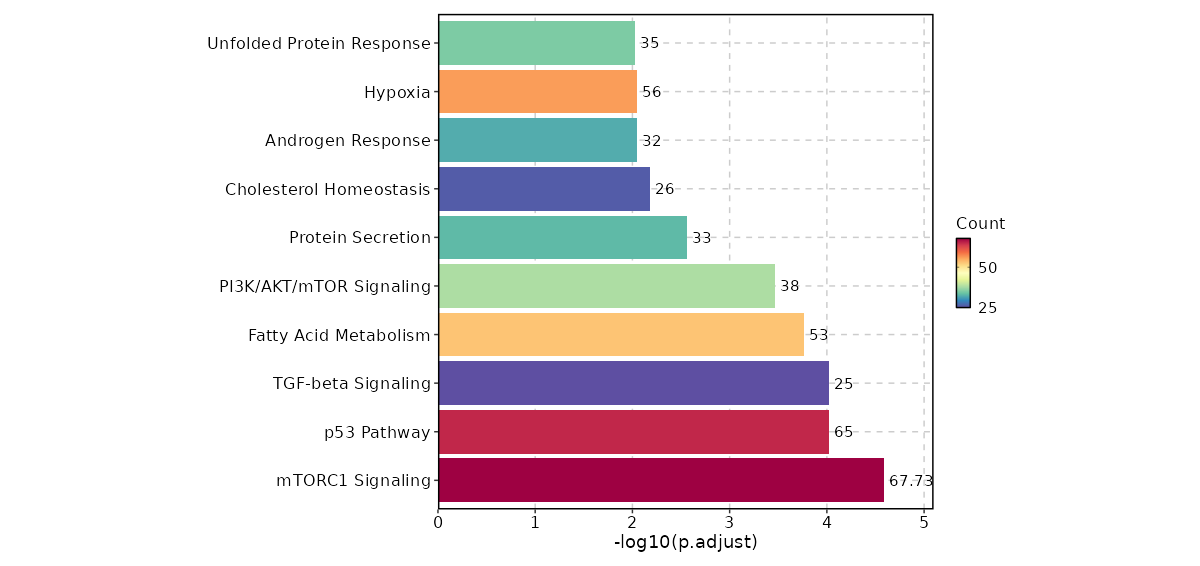 Unfolded Protein Response 35
Hypoxia 56
Androgen Response 32
Cholesterol Homeostasis 26
Protein Secretion 33
PI3K/AKT/mTOR Signaling 38
Fatty Acid Metabolism 53
TGF-beta Signaling 25
p53 Pathway 65
mTORC1 Signaling 67.73
0 1 2 3 4 5
-log10(p.adjust)
Count
50
25